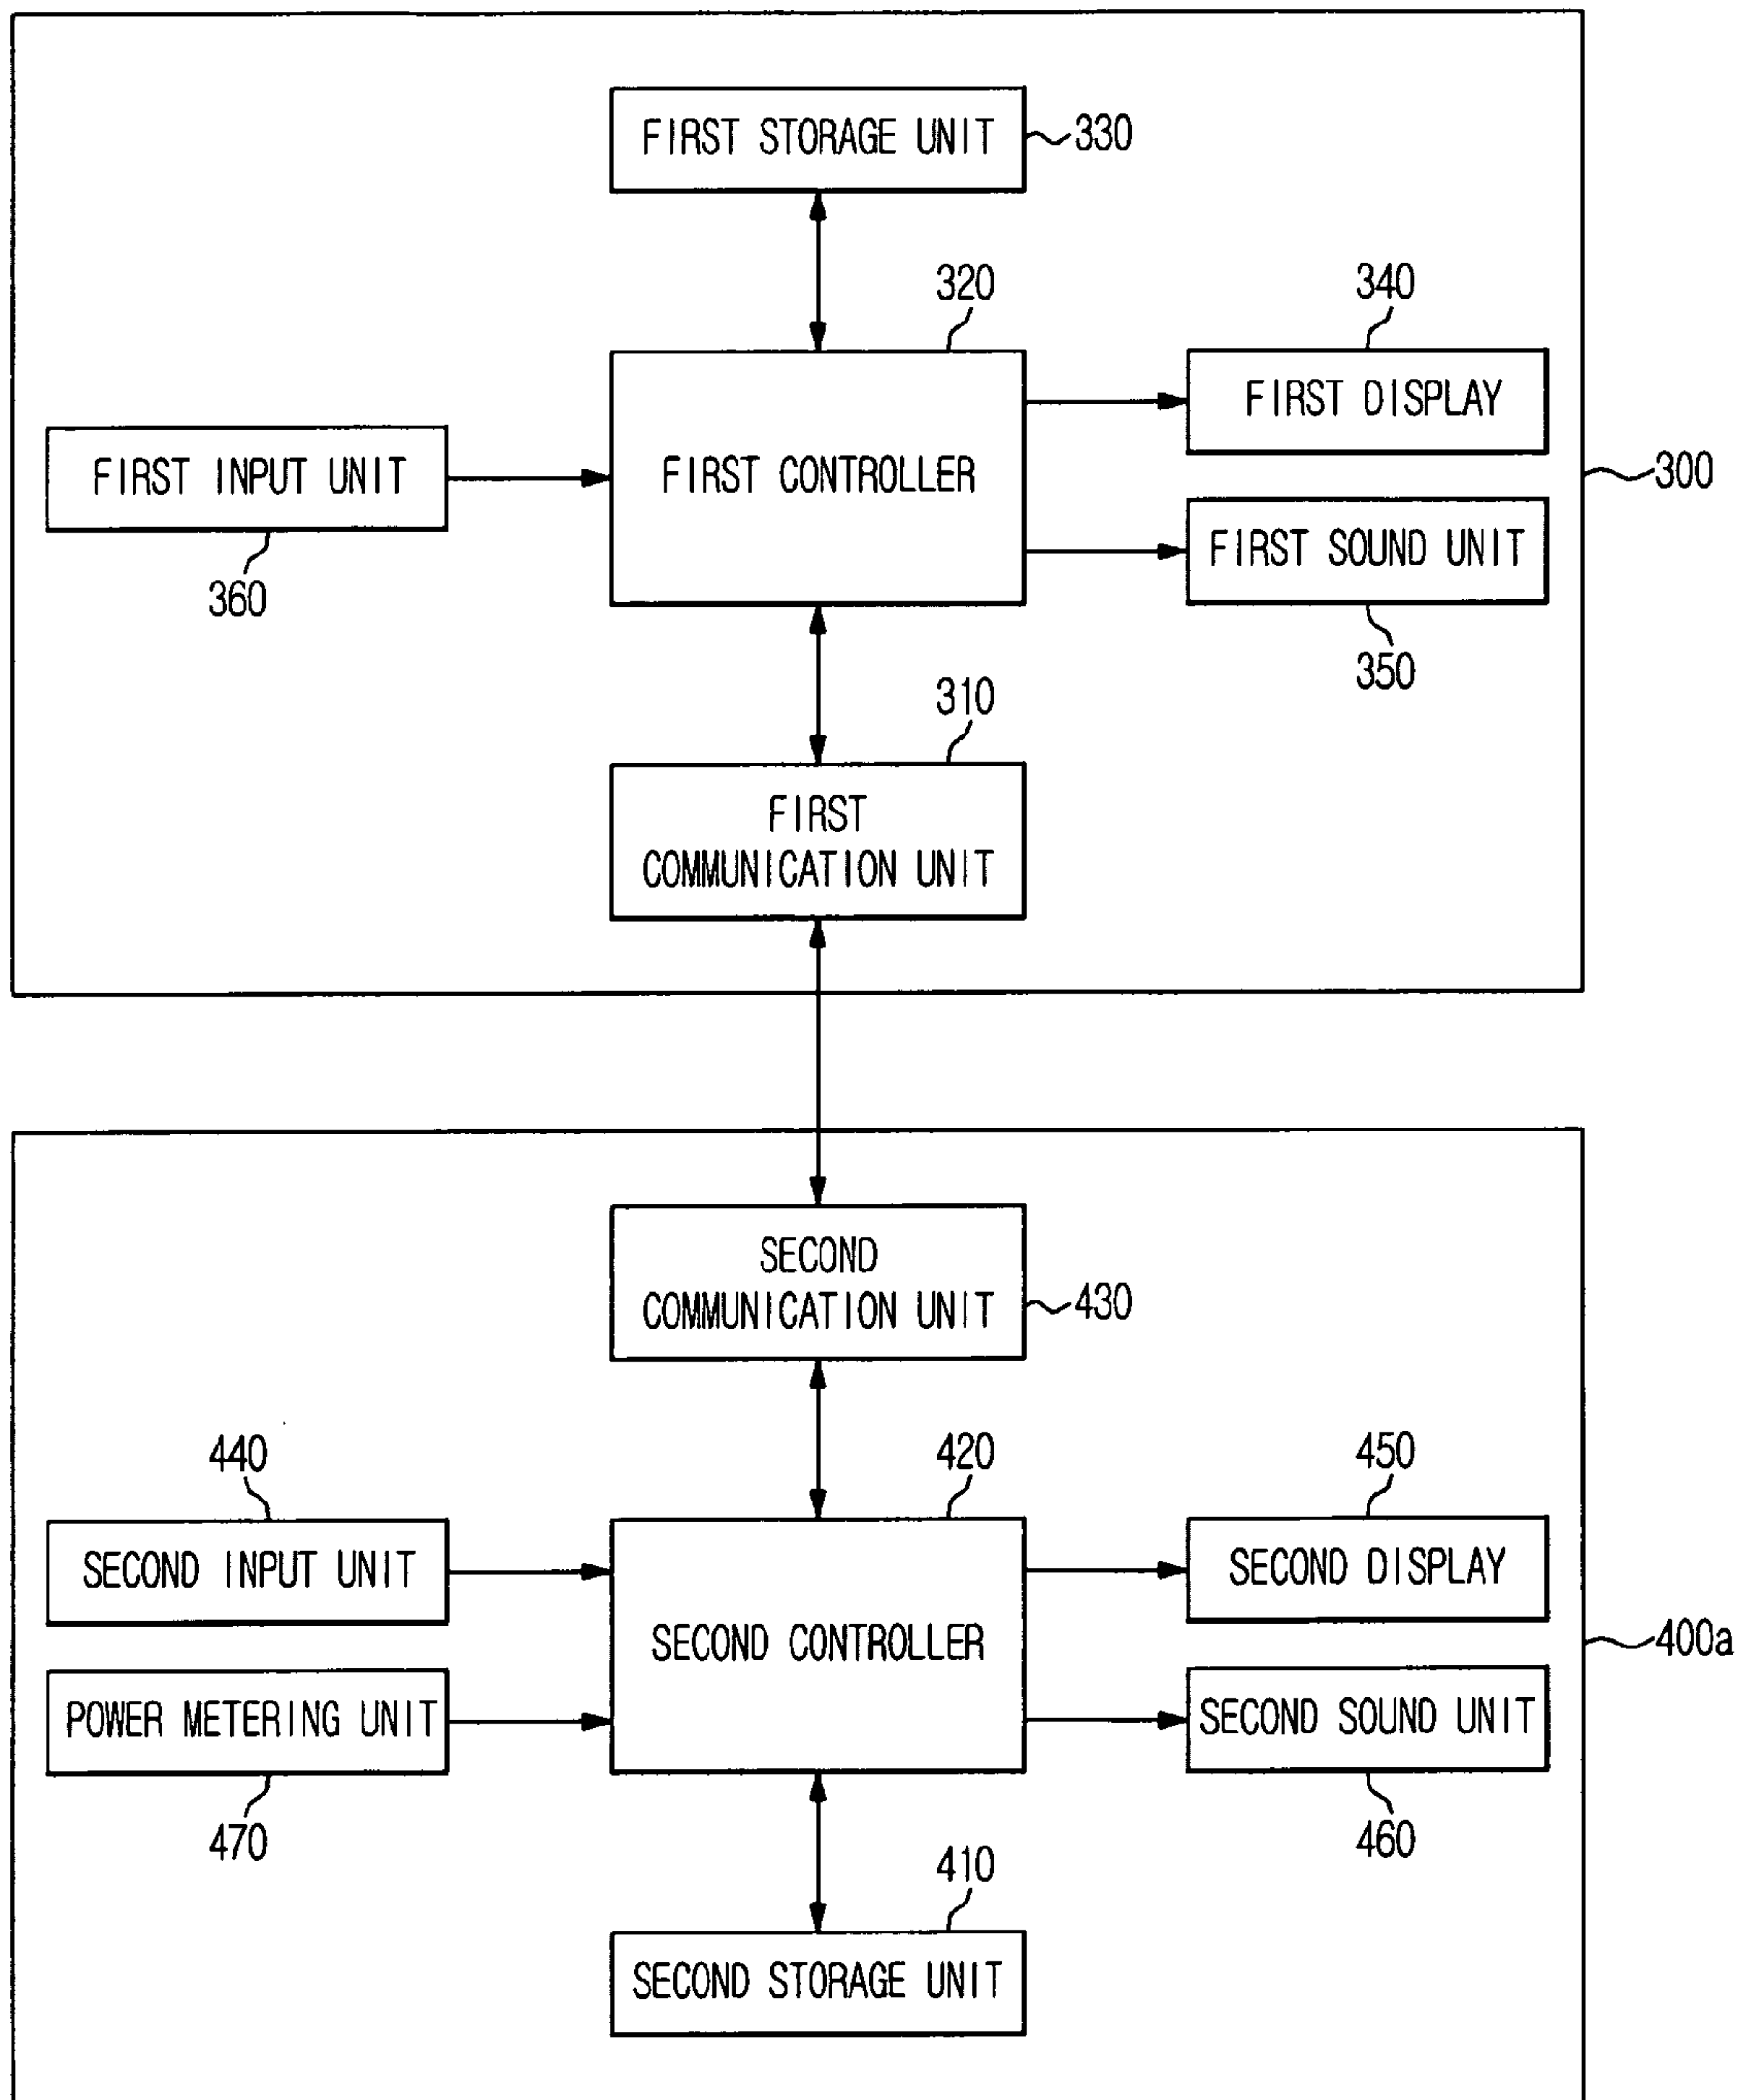 FIRST STORAGE UNIT
330
320
340
FIRST INPUT UNIT
FIRST CONTROLLER
FIRST DISPLAY
300
FIRST SOUND UNIT
360
350
310
FIRST
COMMUNICATION UNIT
SECOND
COMMUNICATION UNIT
430
440
420
450
SECOND INPUT UNIT
SECOND DISPLAY
SECOND CONTROLLER
400a
POWER METERING UNIT
SECOND SOUND UNIT
470
460
410
SECOND STORAGE UNIT